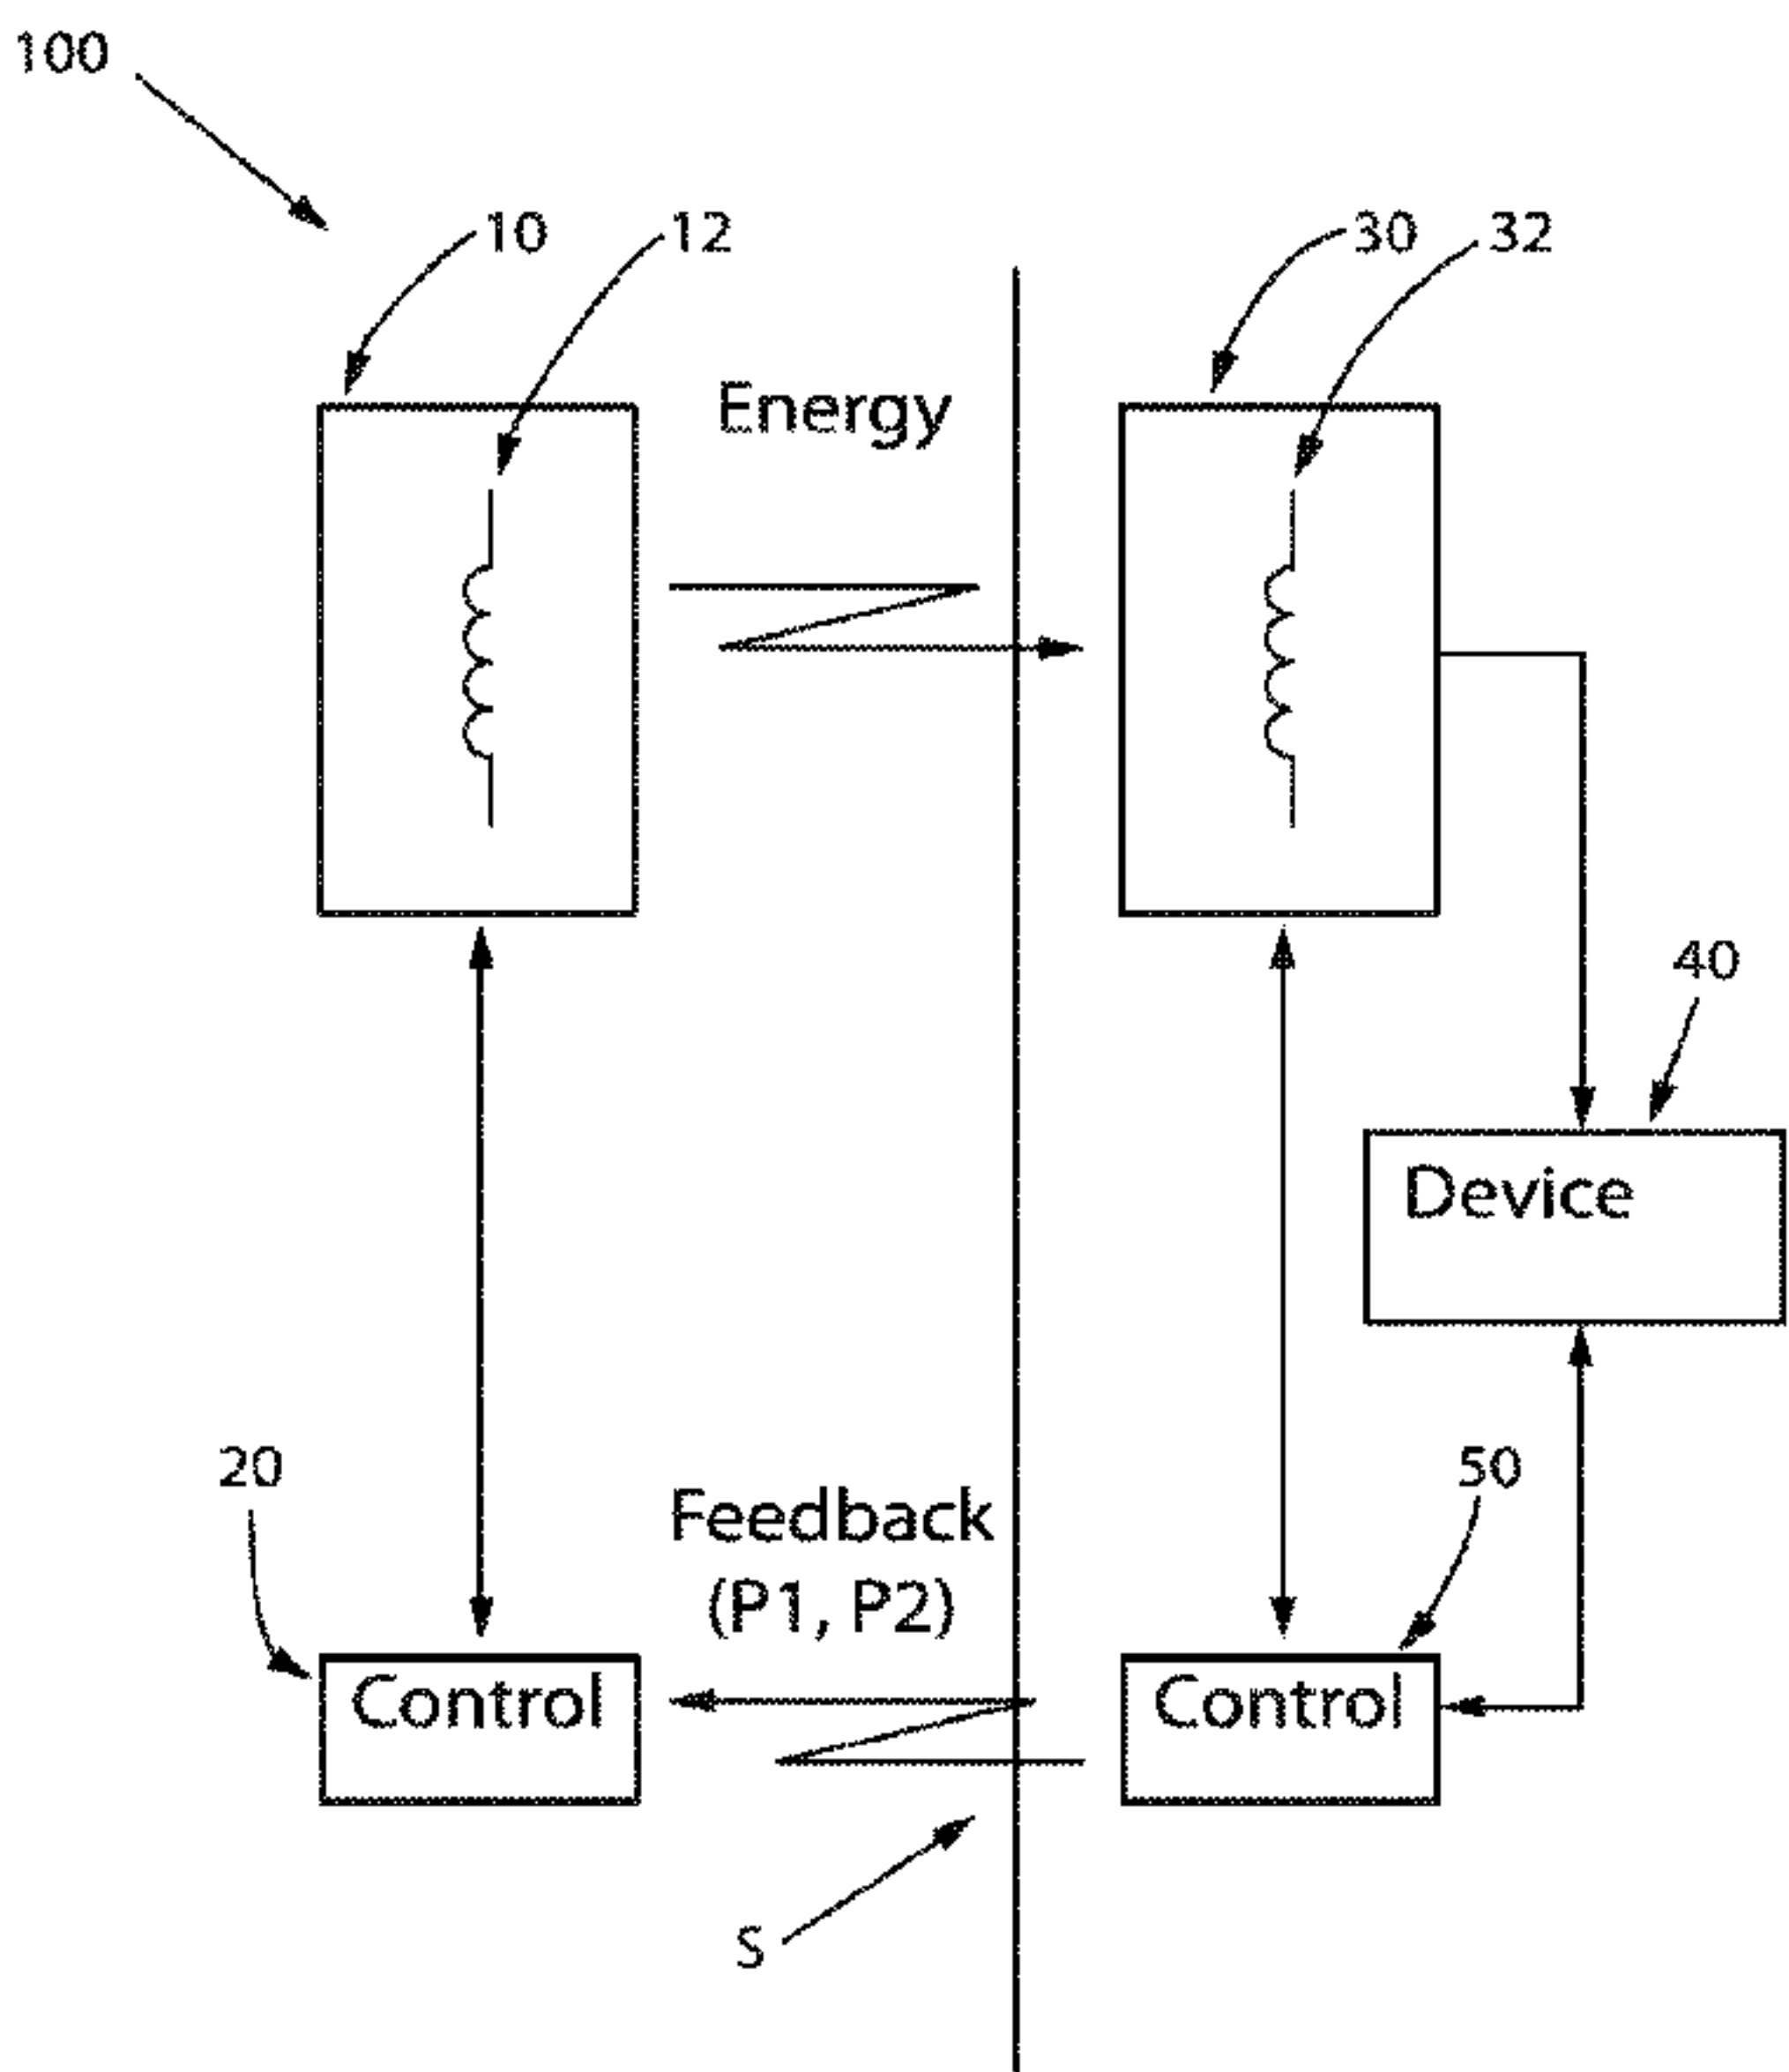 100
10
12
30
32
Energy
40
Device
20
50
Feedback
(P1, P2)
Control
Control
S